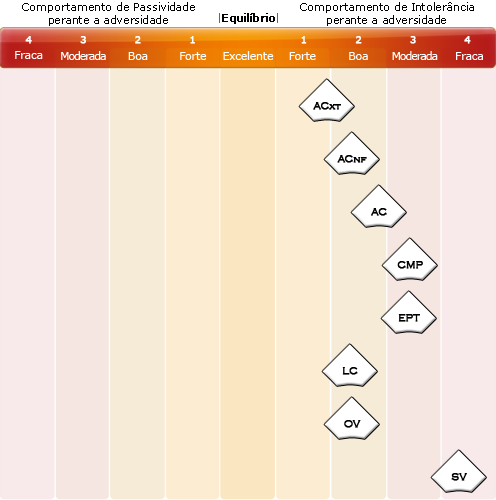 Comportamento de Passividade
perante a adversidade
|Equilíbrio|
Comportamento de Intolerância
perante a adversidade
4 3 2 1 1 2 3 4
Fraca Moderada Boa Forte Excelente Forte Boa Moderada Fraca
ACXT
ACNF
AC
CMP
EPT
LC
OV
SV